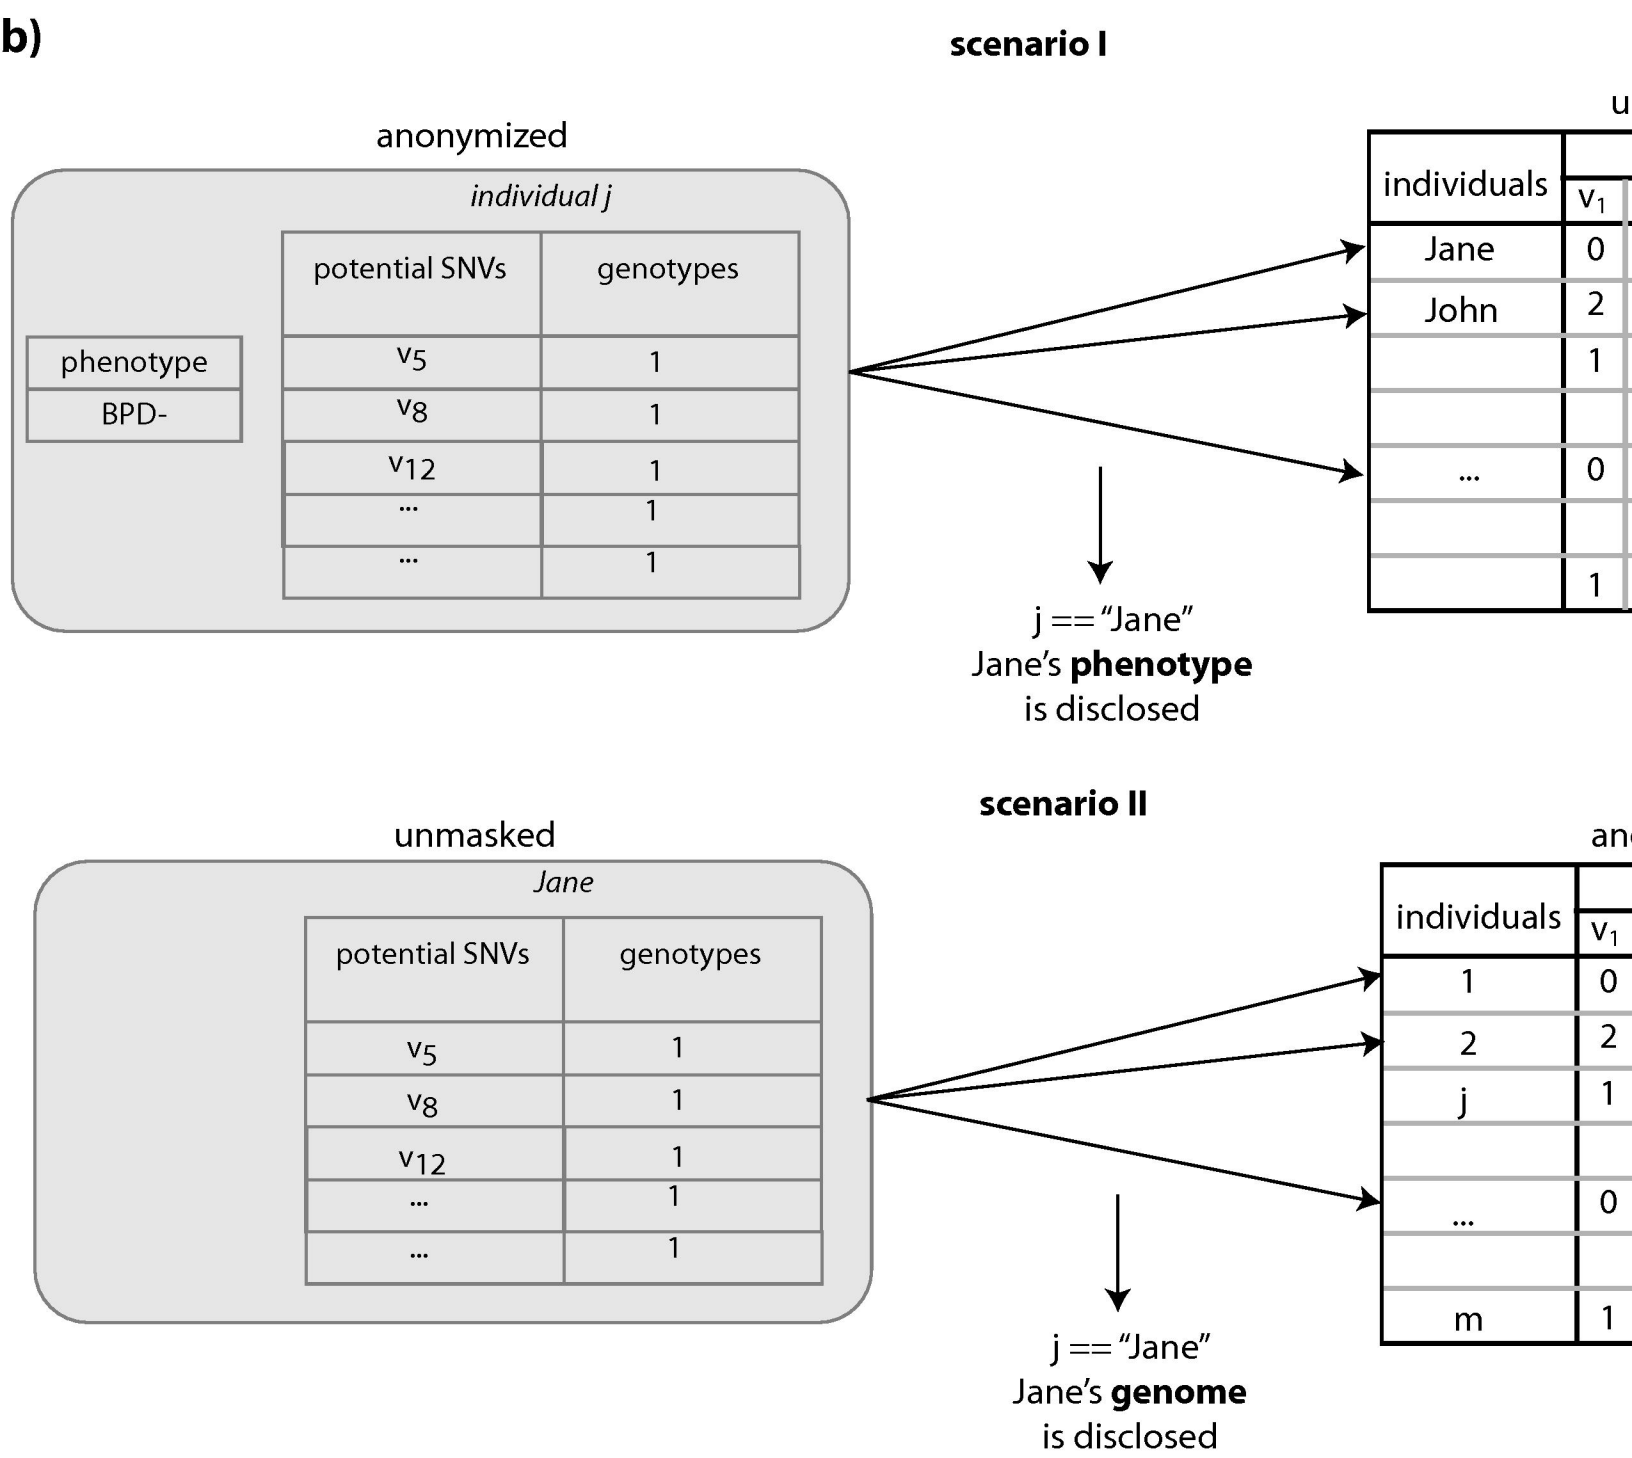 b)
scenario I
anonymized
individual j
potential SNVs genotypes
phenotype
BPD-
v5 1
v8 1
v12 1
... 1
... 1
j == “Jane”
Jane’s phenotype
is disclosed
u
individuals v1
Jane 0
John 2
1
... 0
1
scenario II
unmasked
Jane
potential SNVs genotypes
v5 1
v8 1
v12 1
... 1
... 1
j == “Jane”
Jane’s genome
is disclosed
individuals v1
1 0
2 2
j 1
... 0
m 1